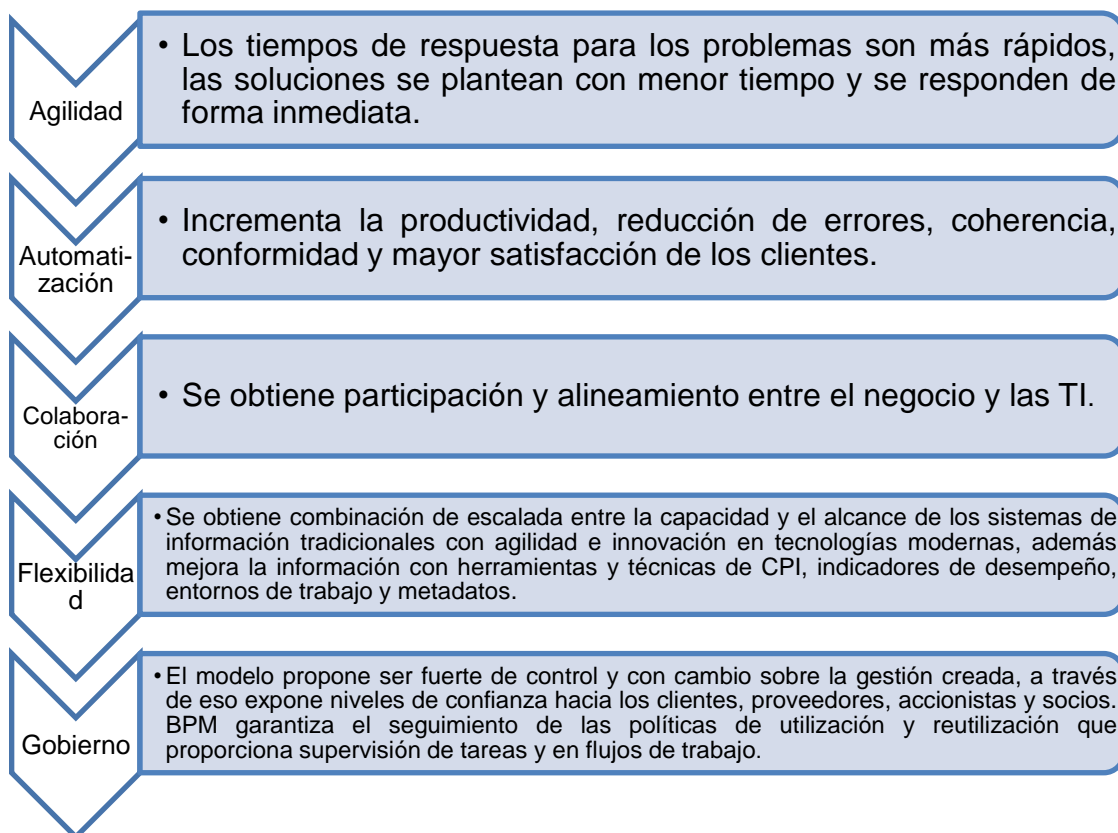 Agilidad
• Los tiempos de respuesta para los problemas son más rápidos,
las soluciones se plantean con menor tiempo y se responden de
forma inmediata.
Automati-
zación
• Incrementa la productividad, reducción de errores, coherencia,
conformidad y mayor satisfacción de los clientes.
Colabora-
ción
• Se obtiene participación y alineamiento entre el negocio y las TI.
Flexibilida
d
• Se obtiene combinación de escalada entre la capacidad y el alcance de los sistemas de
información tradicionales con agilidad e innovación en tecnologías modernas, además
mejora la información con herramientas y técnicas de CPI, indicadores de desempeño,
entornos de trabajo y metadatos.
Gobierno
• El modelo propone ser fuerte de control y con cambio sobre la gestión creada, a través
de eso expone niveles de confianza hacia los clientes, proveedores, accionistas y socios.
BPM garantiza el seguimiento de las políticas de utilización y reutilización que
proporciona supervisión de tareas y en flujos de trabajo.